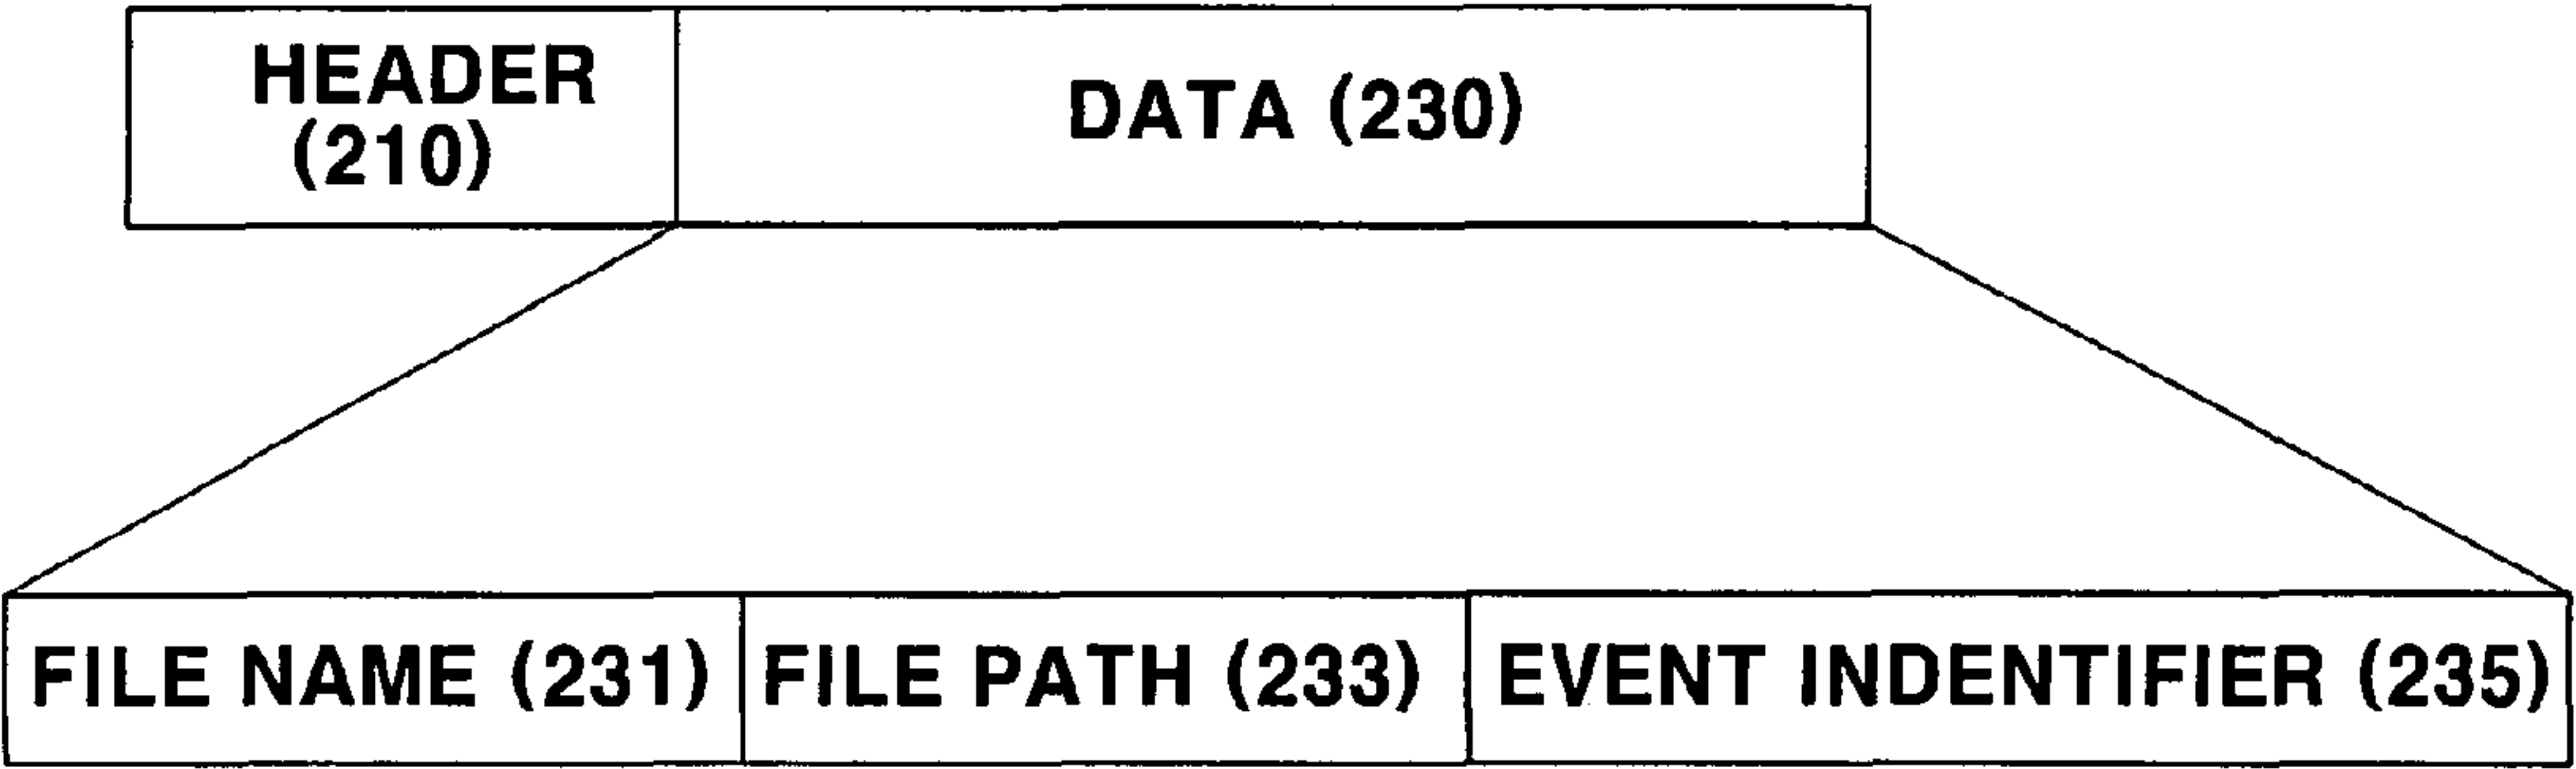 HEADER
(210)
DATA (230)
FILE NAME (231)
FILE PATH (233)
EVENT INDENTIFIER (235)